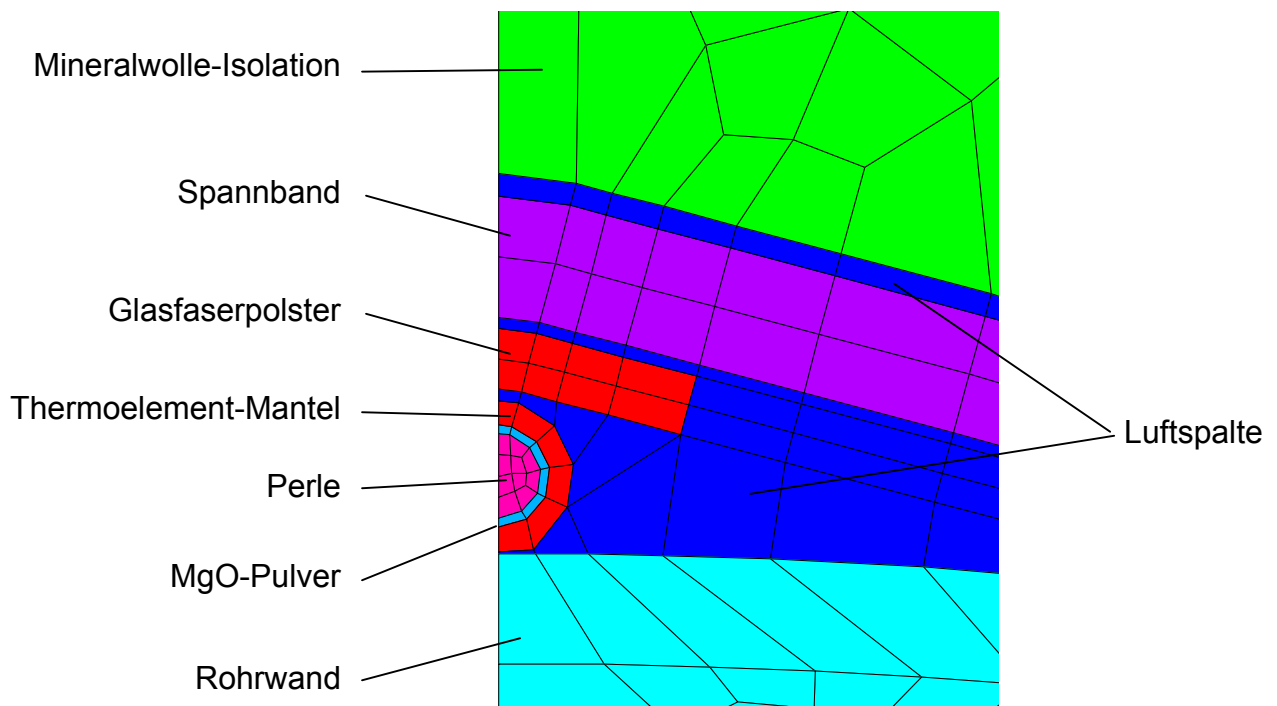 Mineralwolle-Isolation
Spannband
Glasfaserpolster
Thermoelement-Mantel
Perle
MgO-Pulver
Rohrwand
Luftspalte